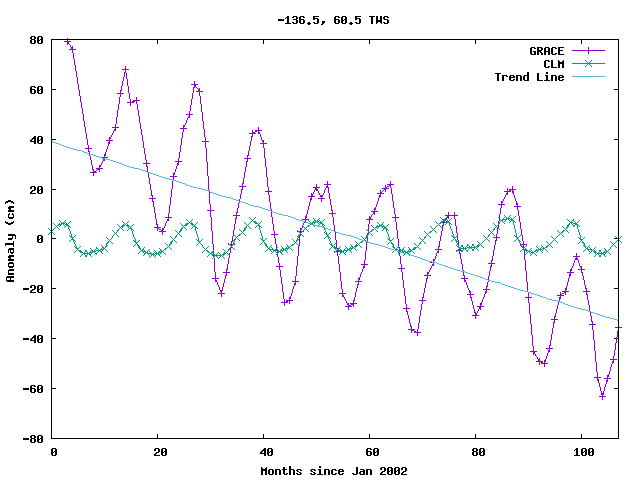 -136.5, 60.5 TWS
80
60
40
20
0
-20
-40
-60
-80
Anomaly (cm)
GRACE
CLM
Trend Line
0 20 40 60 80 100
Months since Jan 2002